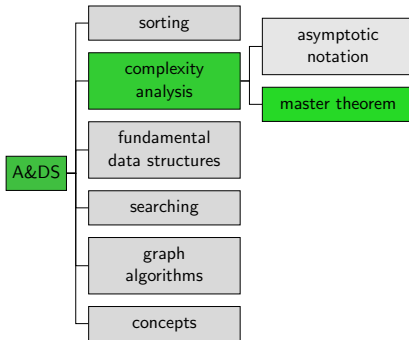 A&DS
sorting
complexity
analysis
asymptotic
notation
master theorem
fundamental
data structures
searching
graph
algorithms
concepts